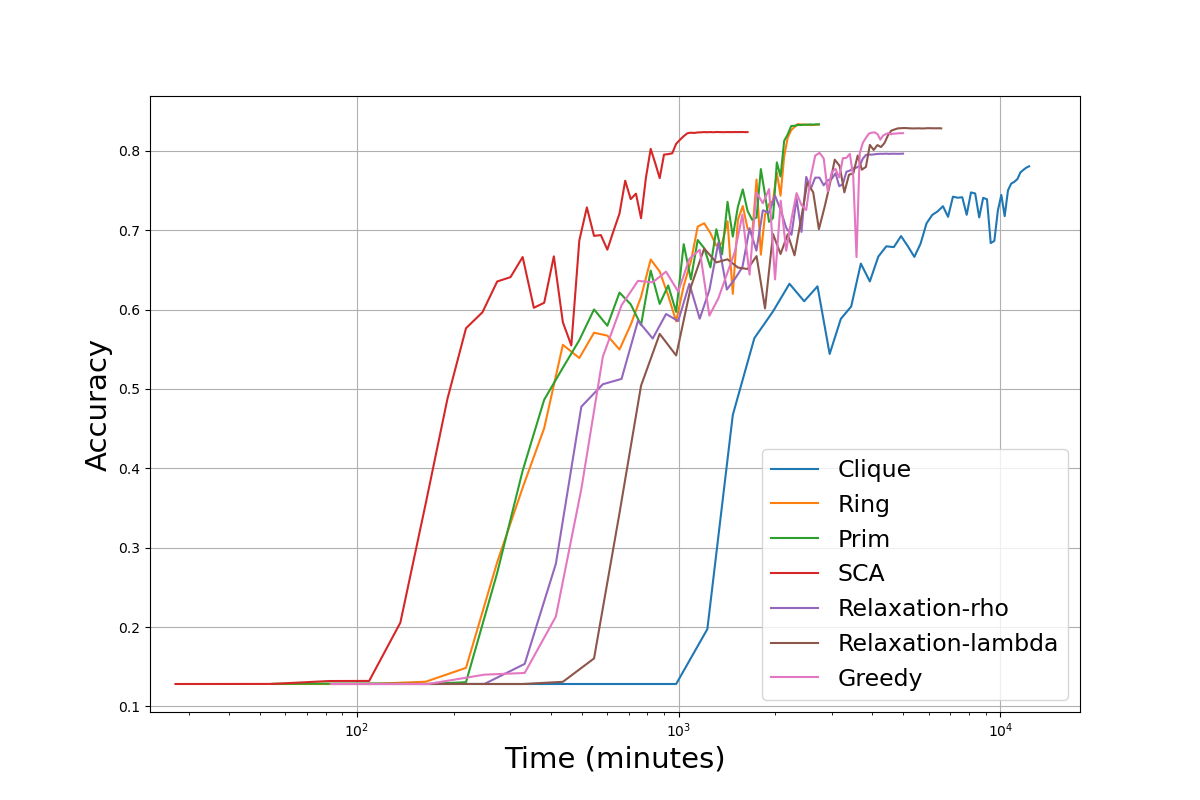 Accuracy
0.8
0.7
0.6
0.5
0.4
0.3
0.2
0.1
10²
10³
10⁴
Time (minutes)
Clique
Ring
Prim
SCA
Relaxation-rho
Relaxation-lambda
Greedy